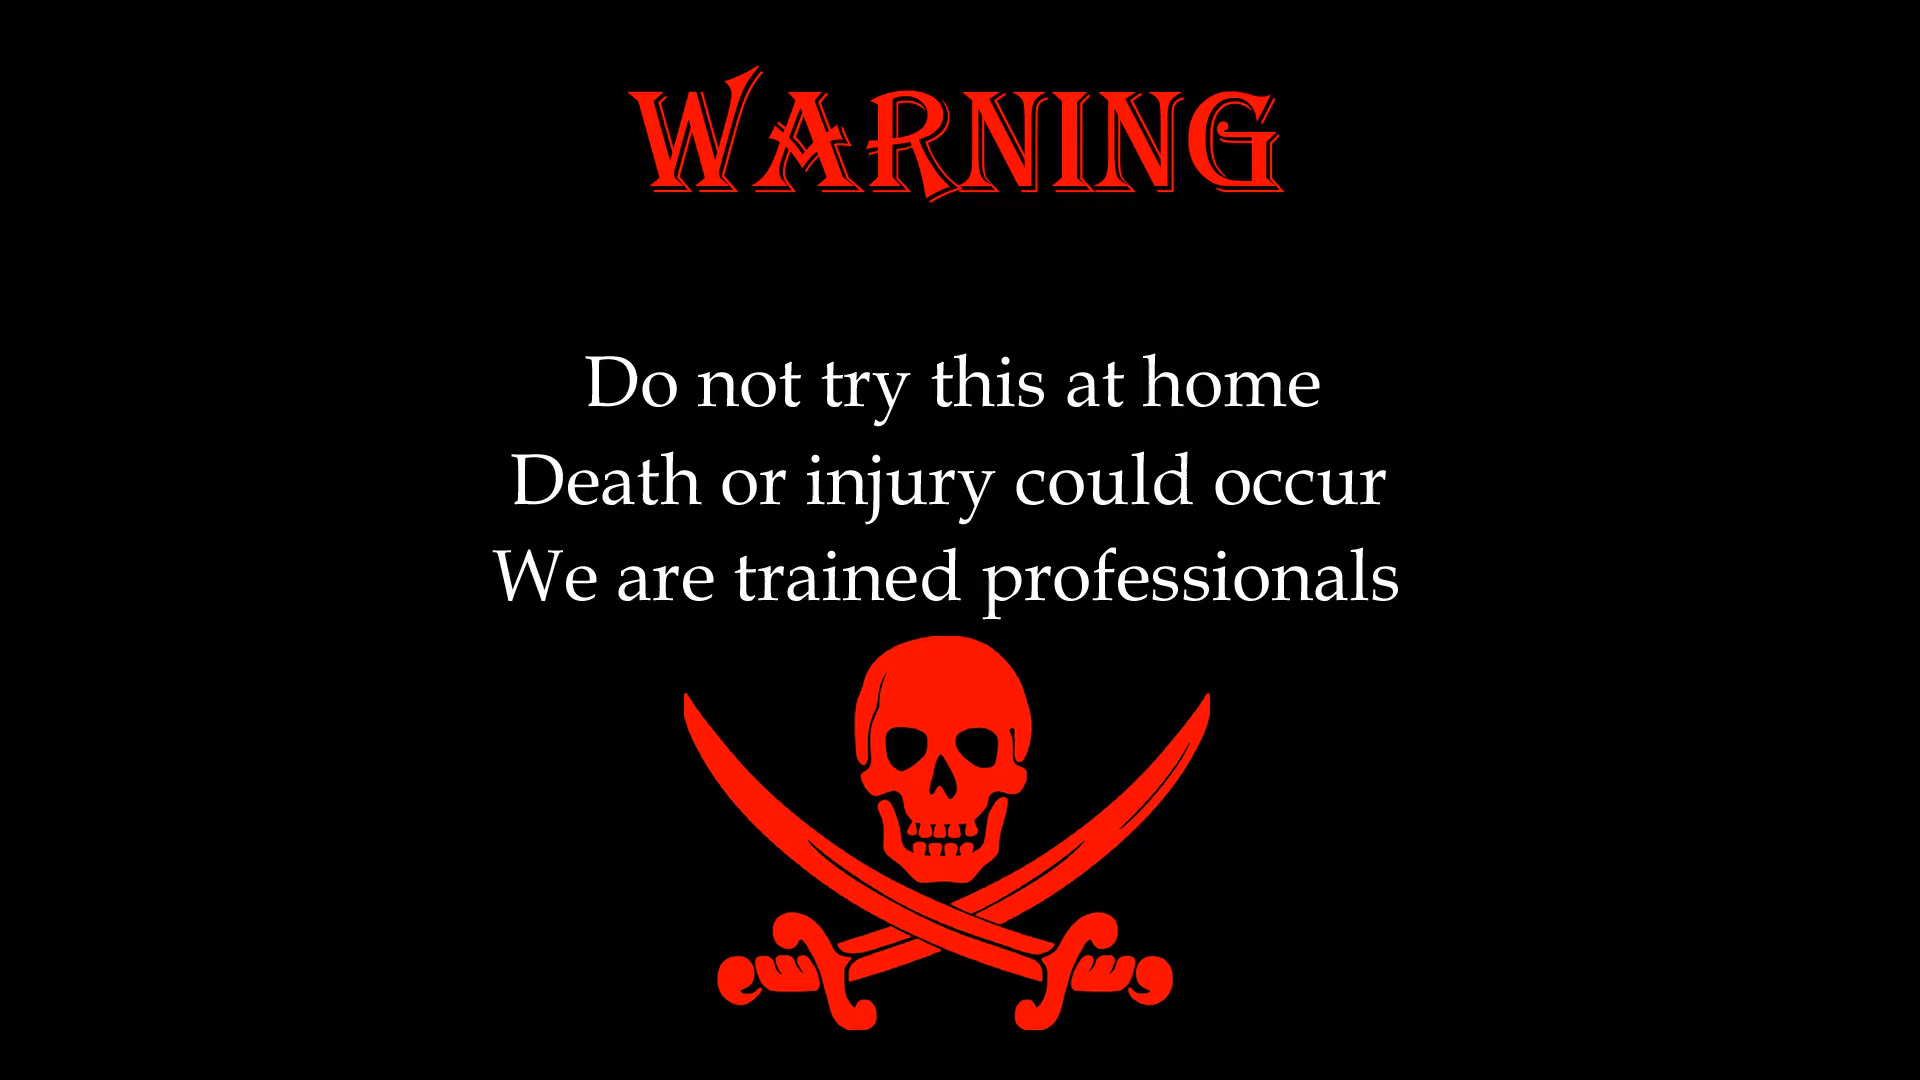 WARNING
Do not try this at home
Death or injury could occur
We are trained professionals